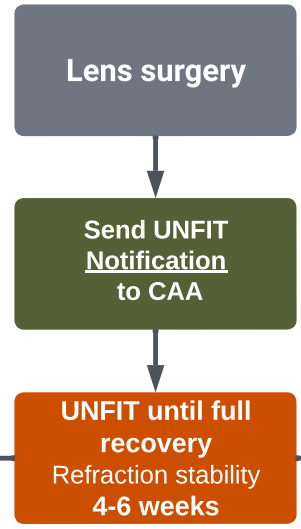 Lens surgery
Send UNFIT
Notification
to CAA
UNFIT until full
recovery
Refraction stability
4-6 weeks